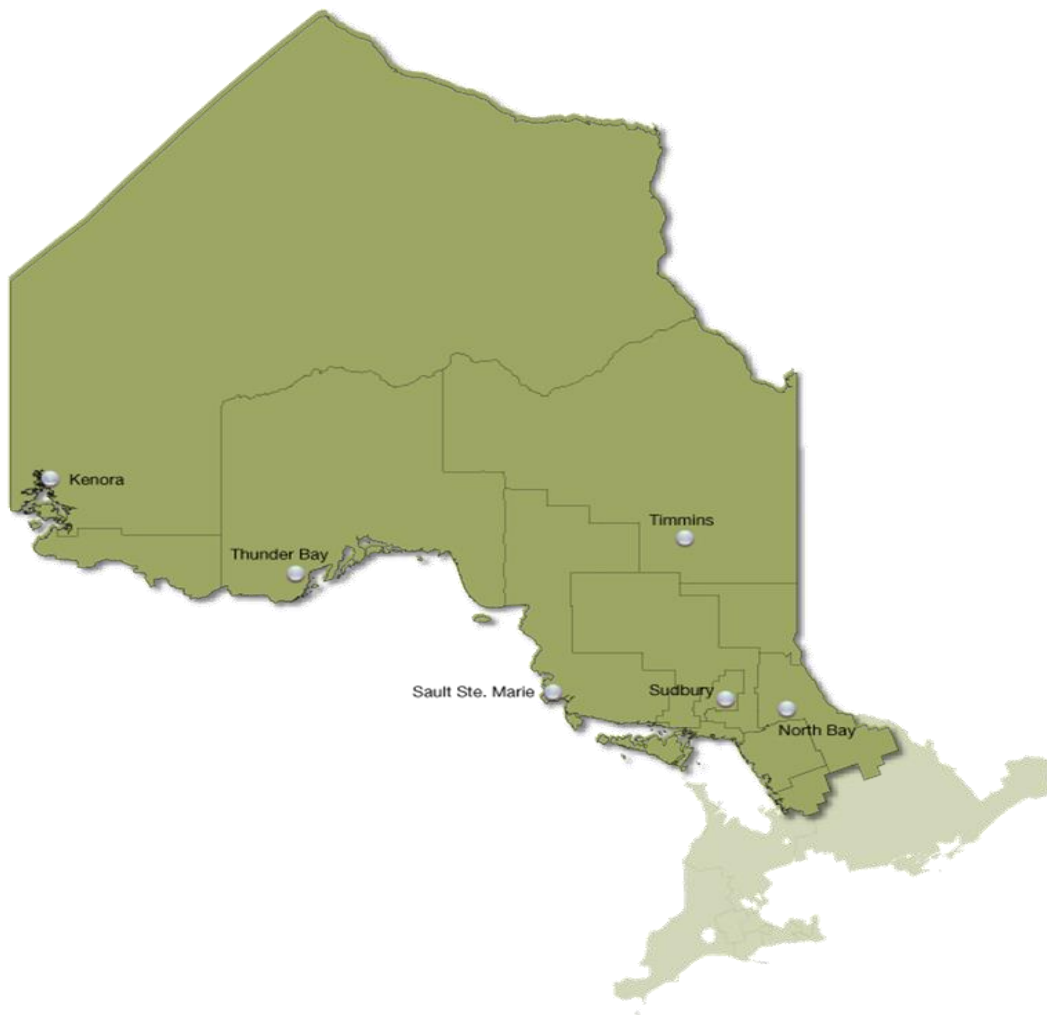 Kenora
Timmins
Thunder Bay
Sault Ste. Marie
Sudbury
North Bay